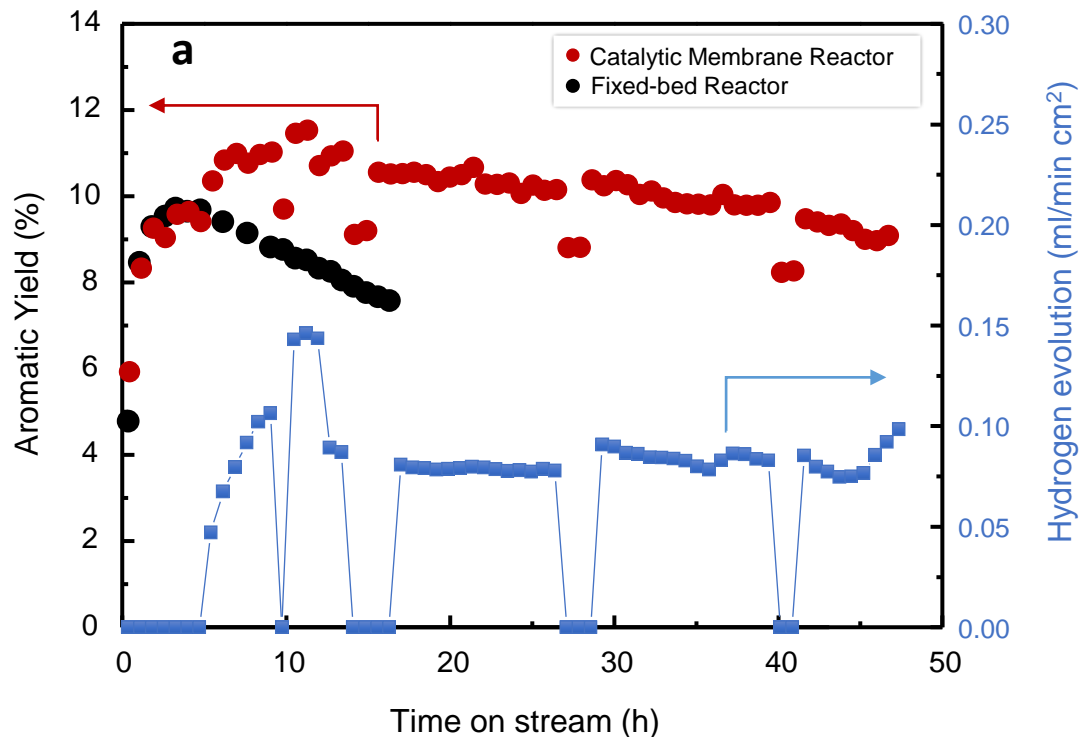 a
Catalytic Membrane Reactor
Fixed-bed Reactor
Aromatic Yield (%)
14
12
10
8
6
4
2
0
0.30
0.25
0.20
0.15
0.10
0.05
0.00
Hydrogen evolution (ml/min cm²)
0 10 20 30 40 50
Time on stream (h)